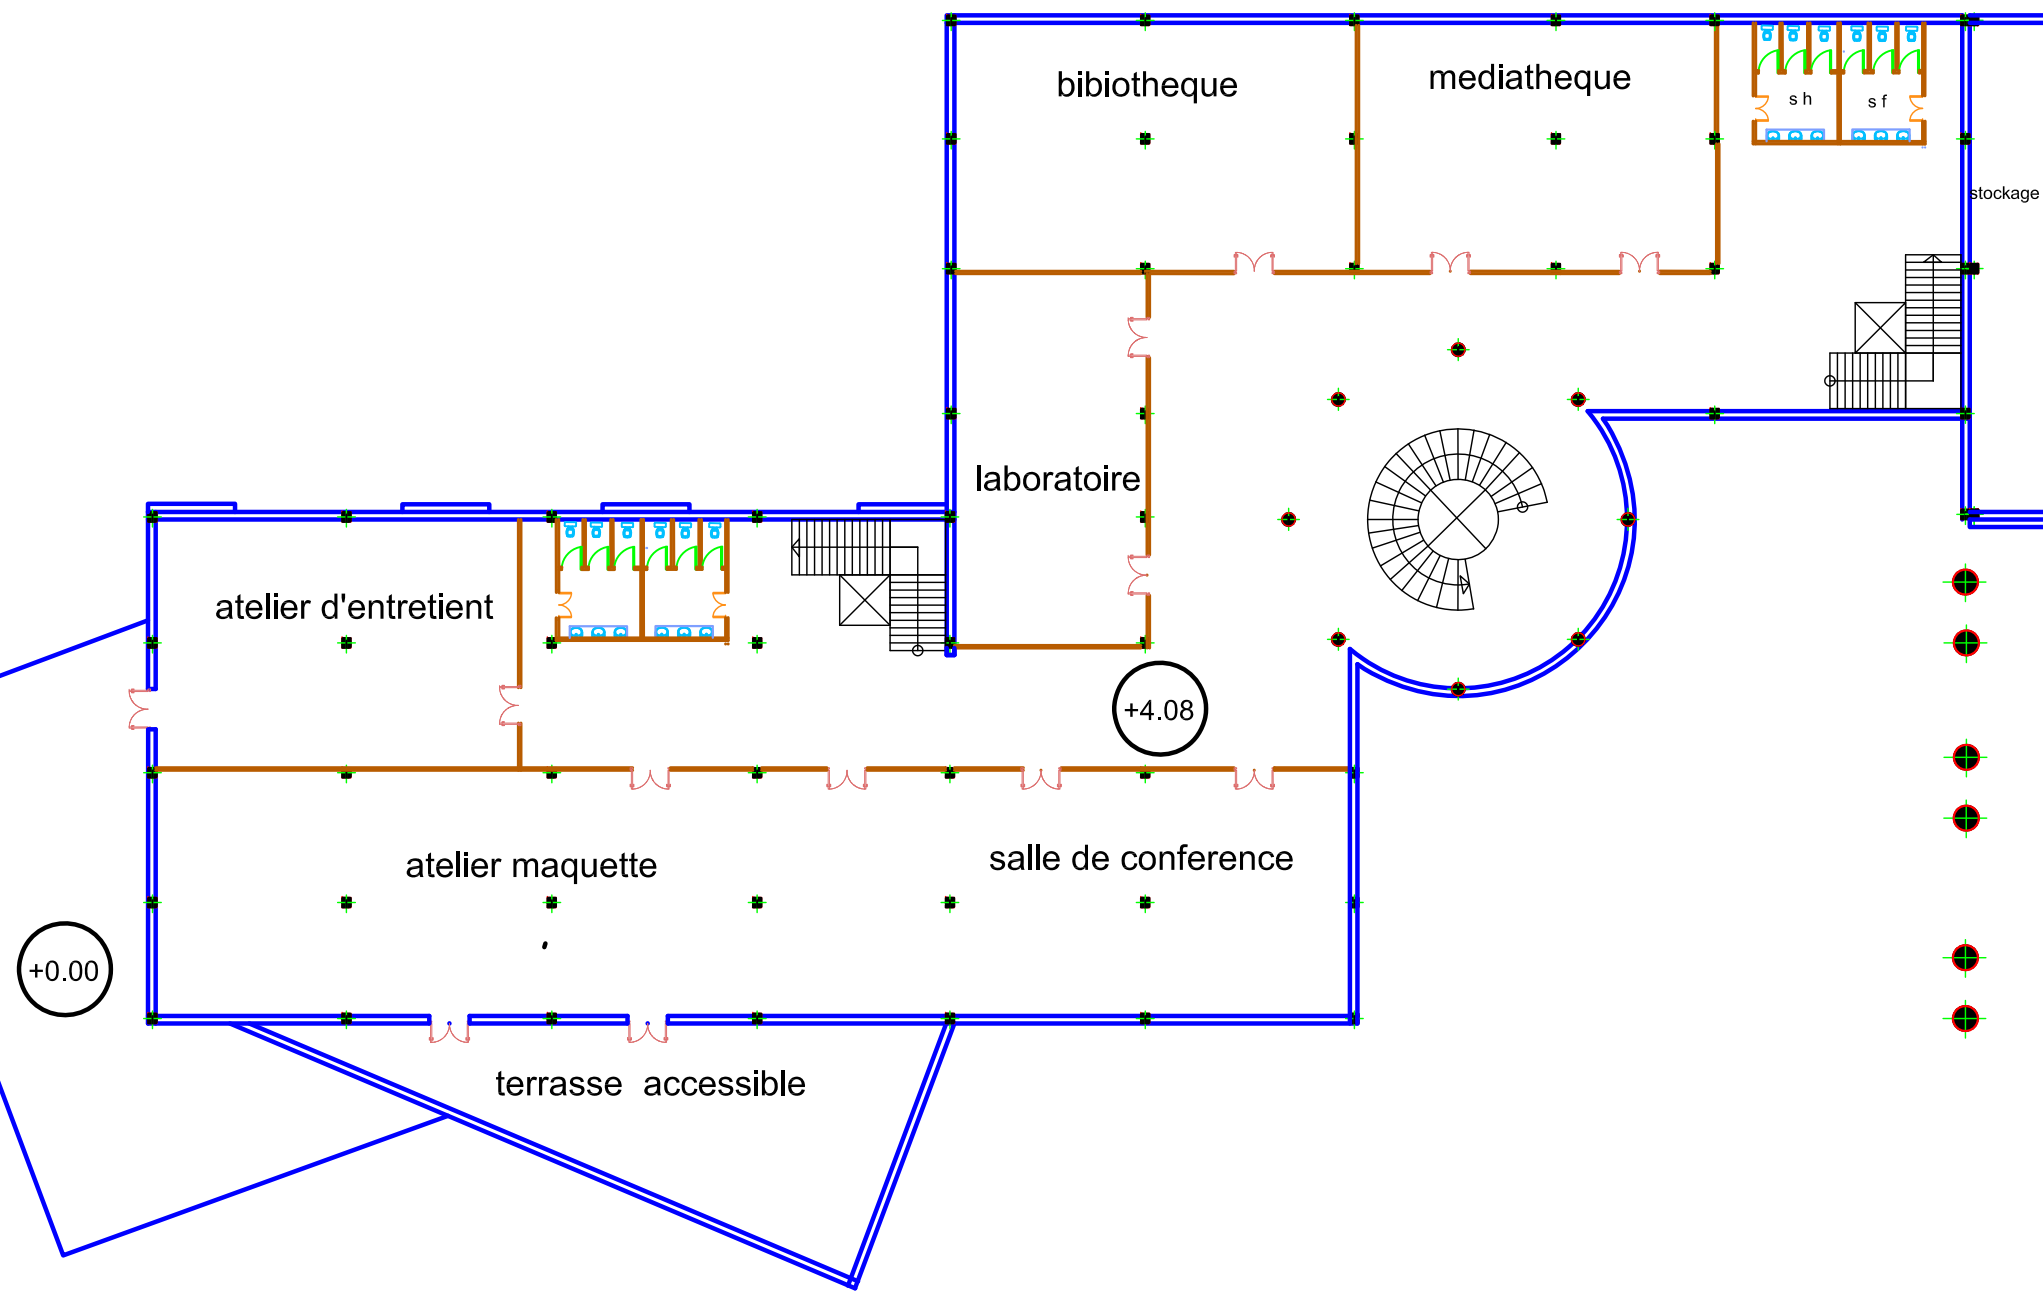 bibiotheque
mediatheque
s h
s f
stockage
laboratoire
atelier d'entretient
+4.08
atelier maquette
salle de conference
+0.00
terrasse accessible